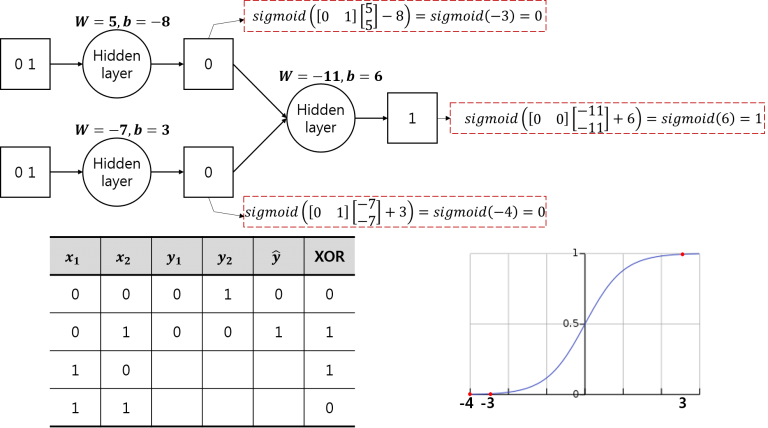 W = 5, b = −8
sigmoid ([0 1] [5 5] − 8) = sigmoid(−3) = 0
0 1
Hidden
layer
0
W = −11, b = 6
Hidden
layer
1
sigmoid ([0 0] [−11 −11] + 6) = sigmoid(6) = 1
W = −7, b = 3
0 1
Hidden
layer
0
sigmoid ([0 1] [−7 −7] + 3) = sigmoid(−4) = 0
x₁ x₂ y₁ y₂ ŷ XOR
0 0 0 1 0 0
0 1 0 0 1 1
1 0 1
1 1 0
1
0.5
0
-4 -3 3